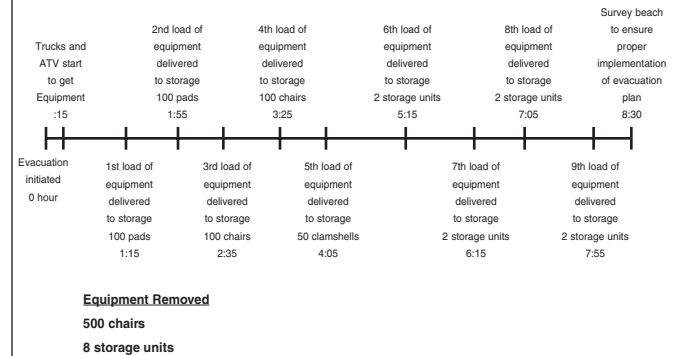 Trucks and
ATV start
to get
Equipment
:15
2nd load of
equipment
delivered
to storage
100 pads
1:55
4th load of
equipment
delivered
to storage
100 chairs
3:25
6th load of
equipment
delivered
to storage
2 storage units
5:15
8th load of
equipment
delivered
to storage
2 storage units
7:05
Survey beach
to ensure
proper
implementation
of evacuation
plan
8:30
Evacuation
initiated
0 hour
1st load of
equipment
delivered
to storage
100 pads
1:15
3rd load of
equipment
delivered
to storage
100 chairs
2:35
5th load of
equipment
delivered
to storage
50 clamshells
4:05
7th load of
equipment
delivered
to storage
2 storage units
6:15
9th load of
equipment
delivered
to storage
2 storage units
7:55
Equipment Removed
500 chairs
8 storage units